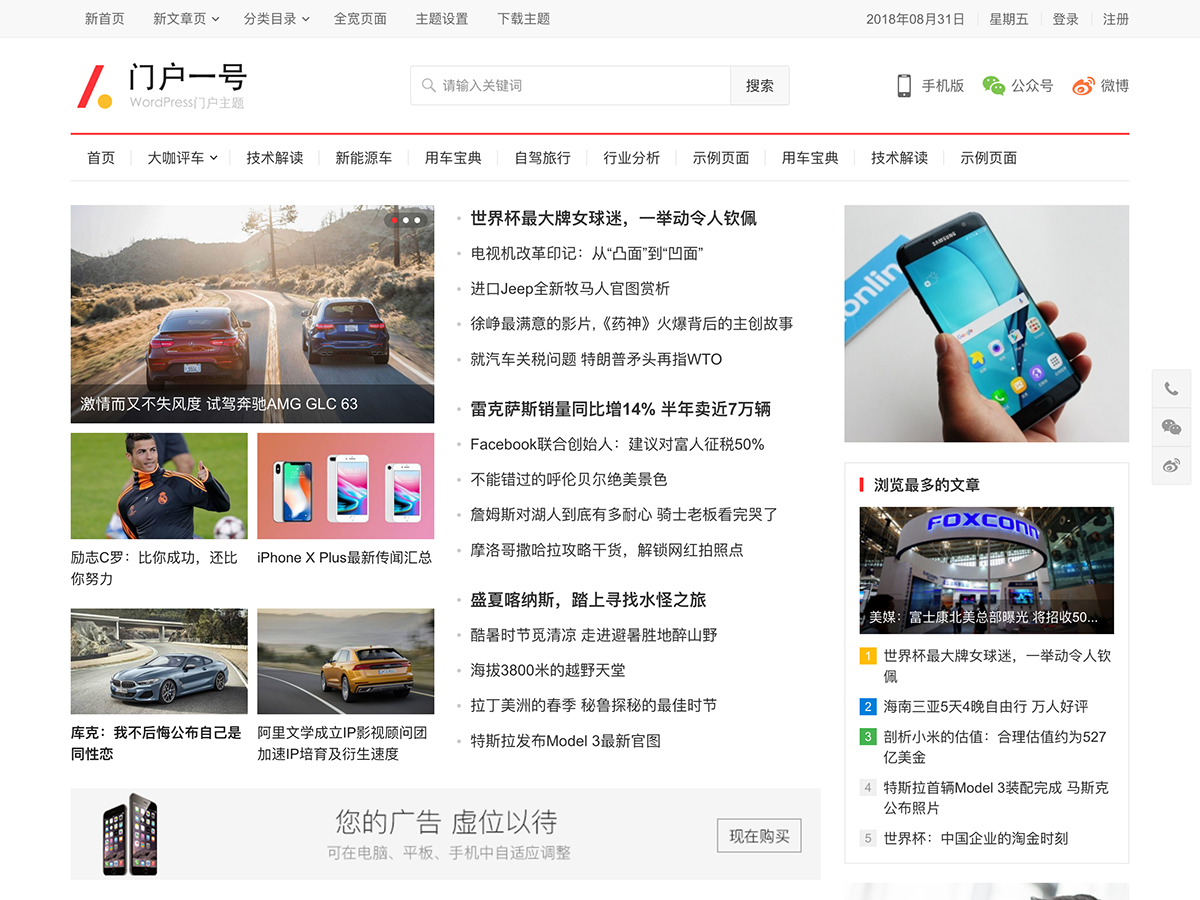 新首页 新文章页 分类目录 全宽页面 主题设置 下载主题 2018年08月31日 星期五 登录 注册
门户一号
WordPress门户主题
请输入关键词 搜索
手机版 公众号 微博
首页 大咖评车 技术解读 新能源车 用车宝典 自驾旅行 行业分析 示例页面 用车宝典 技术解读 示例页面
激情而又不失风度 试驾奔驰AMG GLC 63
励志C罗：比你成功，还比
你努力
iPhone X Plus最新传闻汇总
库克：我不后悔公布自己是
同性恋
阿里文学成立IP影视顾问团
加速IP培育及衍生速度
世界杯最大牌女球迷，一举动令人钦佩
电视机改革印记：从“凸面”到“凹面”
进口Jeep全新牧马人官图赏析
徐峥最满意的影片,《药神》火爆背后的主创故事
就汽车关税问题 特朗普矛头再指WTO
雷克萨斯销量同比增14% 半年卖近7万辆
Facebook联合创始人：建议对富人征税50%
不能错过的呼伦贝尔绝美景色
詹姆斯对湖人到底有多耐心 骑士老板看完哭了
摩洛哥撒哈拉攻略干货，解锁网红拍照点
盛夏喀纳斯，踏上寻找水怪之旅
酷暑时节觅清凉 走进避暑胜地醉山野
海拔3800米的越野天堂
拉丁美洲的春季 秘鲁探秘的最佳时节
特斯拉发布Model 3最新官图
您的广告 虚位以待
可在电脑、平板、手机中自适应调整
现在购买
online
SAMSUNG
Google
浏览最多的文章
FOXCONN
美媒：富士康北美总部曝光 将招收50...
1 世界杯最大牌女球迷，一举动令人钦
佩
2 海南三亚5天4晚自由行 万人好评
3 剖析小米的估值：合理估值约为527
亿美金
4 特斯拉首辆Model 3装配完成 马斯克
公布照片
5 世界杯：中国企业的淘金时刻